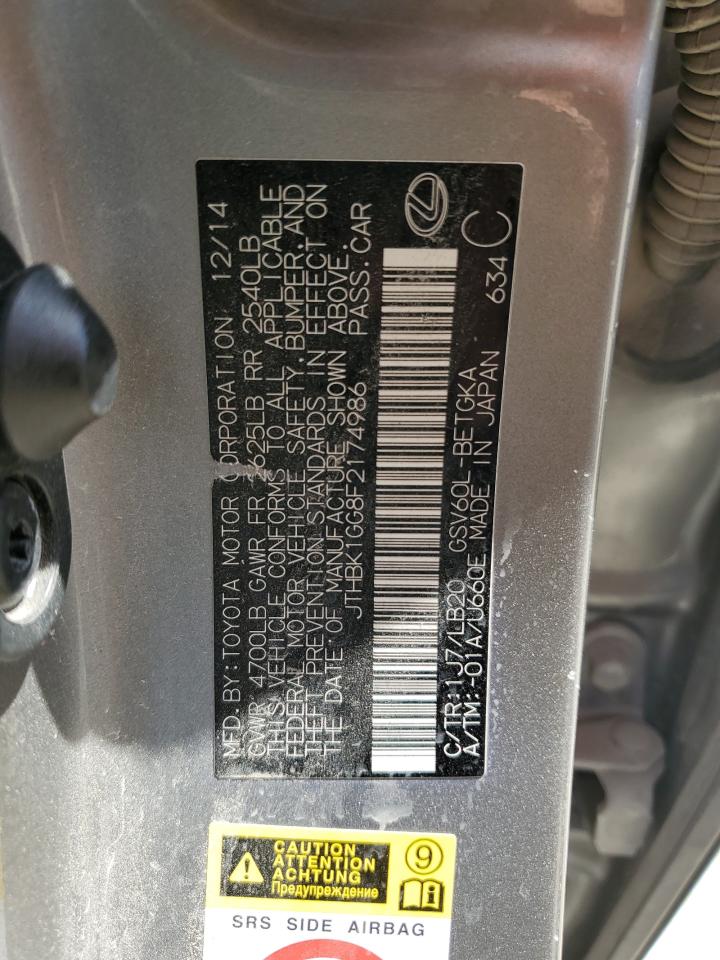 MFD. BY: TOYOTA MOTOR CORPORATION 12/14
GVWR 4700LB GAWR FR 2625LB RR 2540LB
THIS VEHICLE CONFORMS TO ALL APPLICABLE
FEDERAL MOTOR VEHICLE SAFETY, BUMPER, AND
THEFT PREVENTION STANDARDS IN EFFECT ON
THE DATE OF MANUFACTURE SHOWN ABOVE.
JTHBK1GG8F2174986 PASS. CAR
C/TR: 1J7/LB20 GSV60L-BETGKA 634 C
A/TM: -01A/U660E MADE IN JAPAN
CAUTION
ATTENTION
ACHTUNG
Предупреждение
9
SRS SIDE AIRBAG